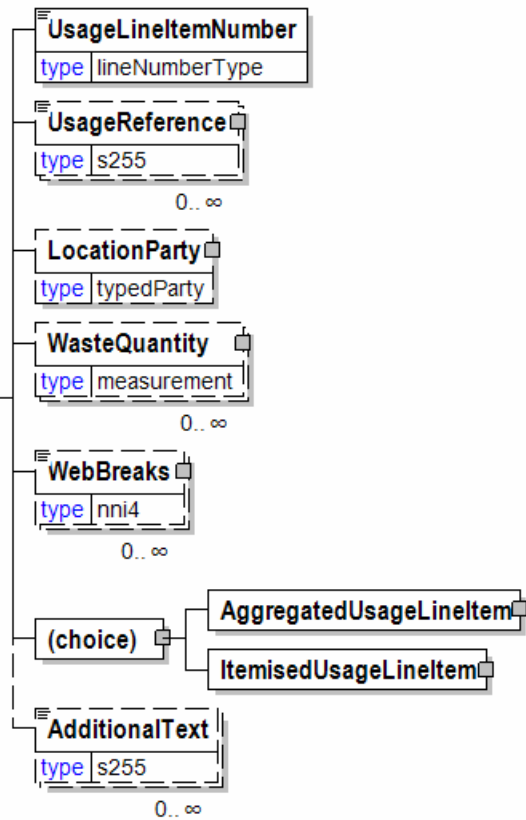 UsageLineItemNumber
type lineNumberType
UsageReference
type s255
0.. ∞
LocationParty
type typedParty
WasteQuantity
type measurement
0.. ∞
WebBreaks
type nni4
0.. ∞
AggregatedUsageLineItem
(choice)
ItemisedUsageLineItem
AdditionalText
type s255
0.. ∞